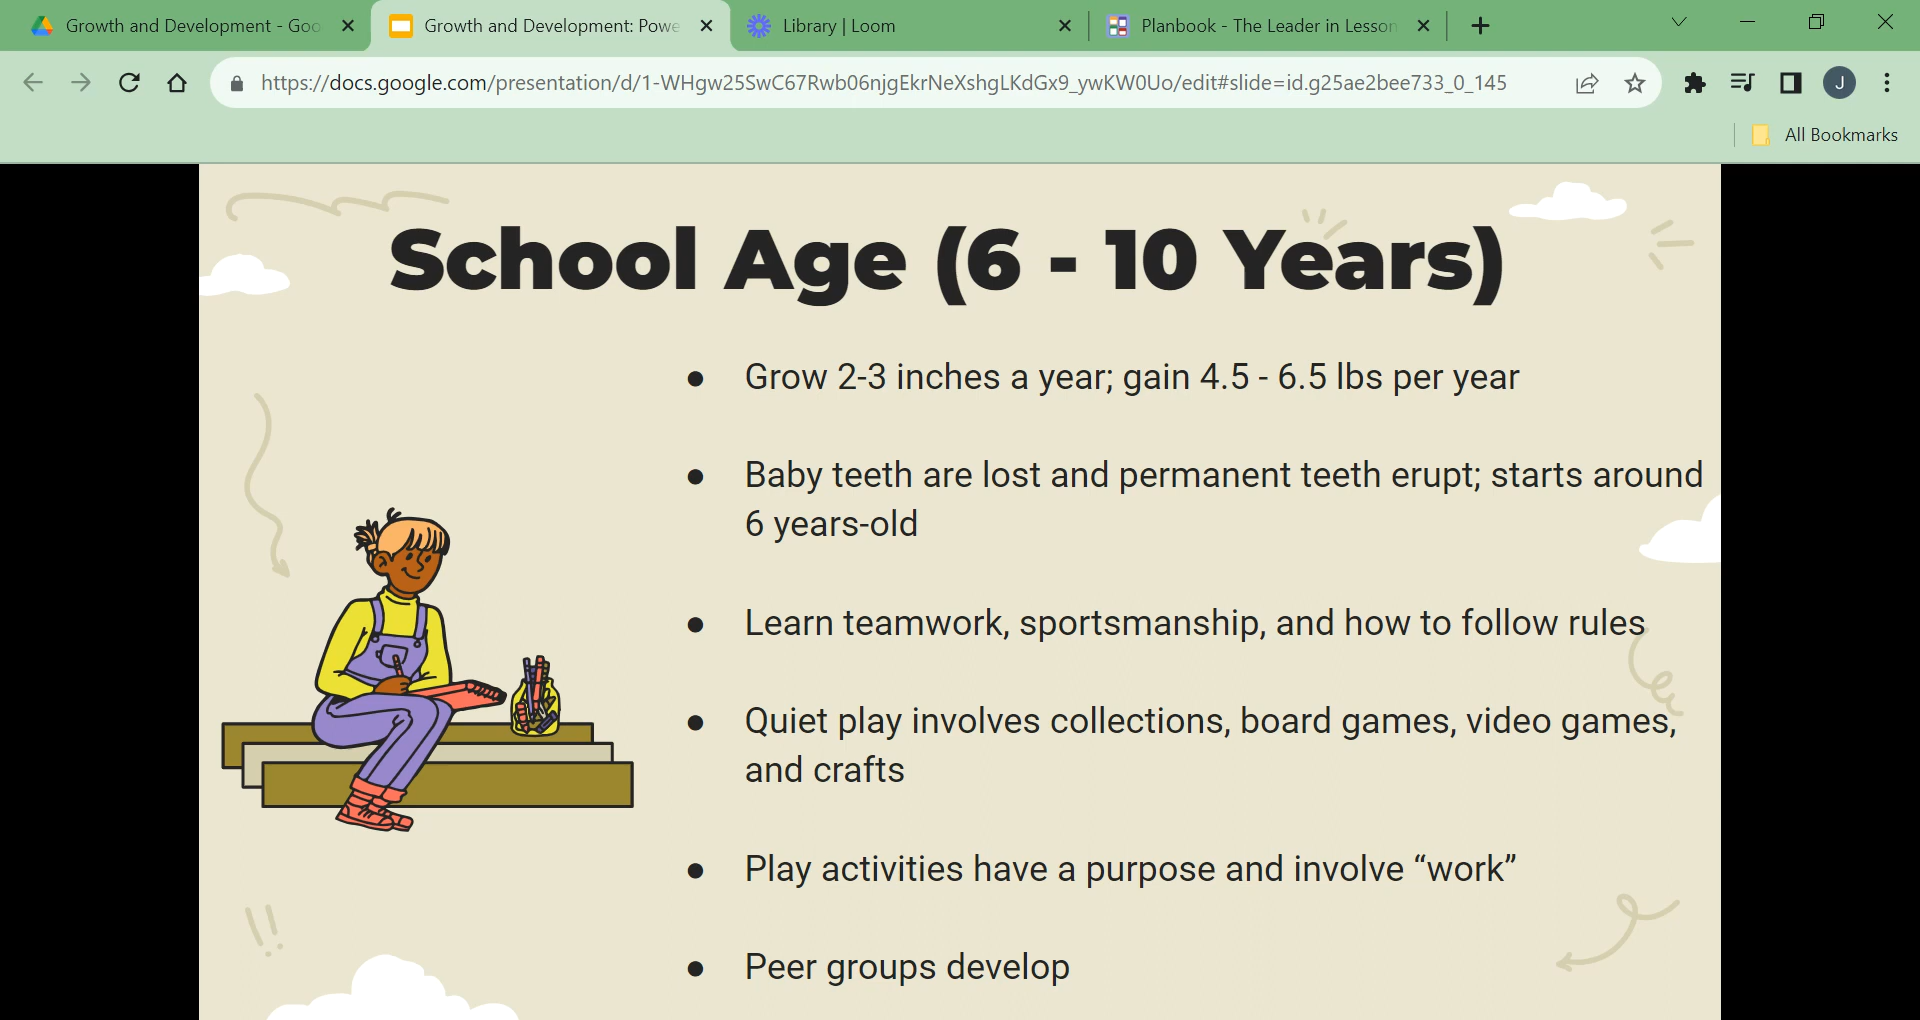 Growth and Development - Goo
Growth and Development: Powe
Library | Loom
Planbook - The Leader in Lesson
https://docs.google.com/presentation/d/1-WHgw25SwC67Rwb06njgEkrNeXshgLKdGx9_ywKW0Uo/edit#slide=id.g25ae2bee733_0_145
J
All Bookmarks
School Age (6 - 10 Years)
● Grow 2-3 inches a year; gain 4.5 - 6.5 lbs per year
● Baby teeth are lost and permanent teeth erupt; starts around
6 years-old
● Learn teamwork, sportsmanship, and how to follow rules
● Quiet play involves collections, board games, video games,
and crafts
● Play activities have a purpose and involve “work”
● Peer groups develop